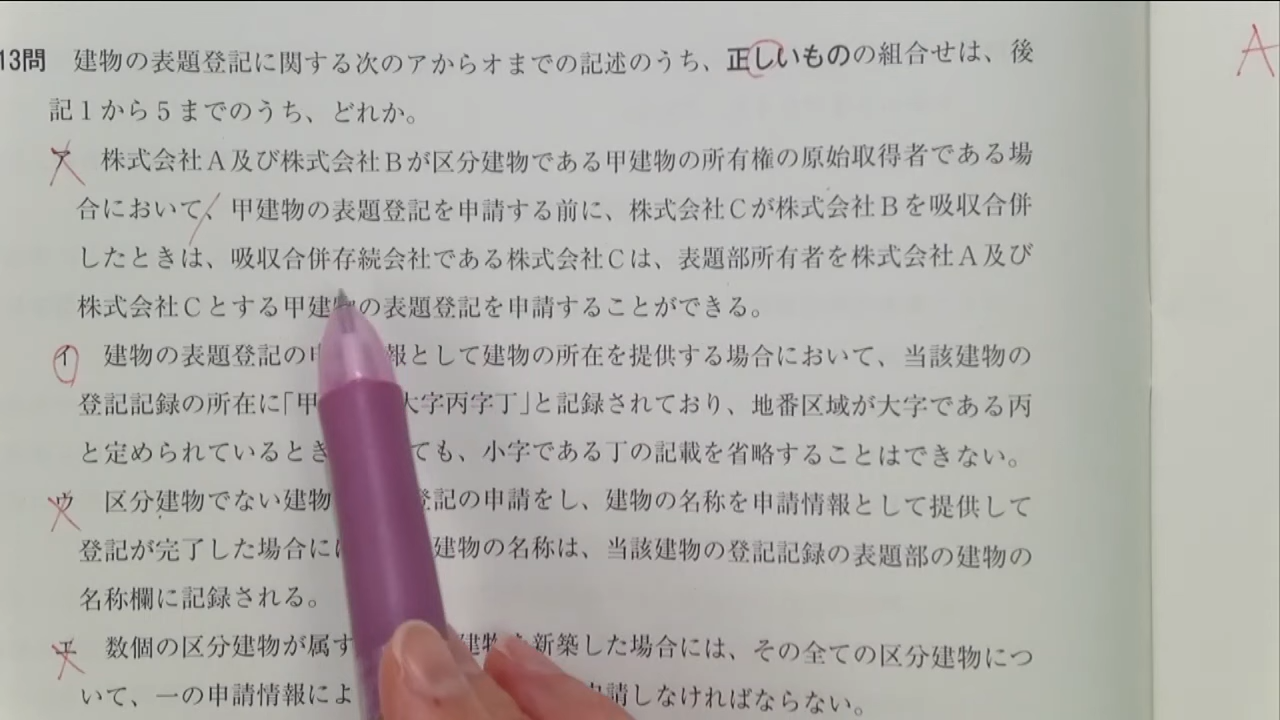 13問 建物の表題登記に関する次のアからオまでの記述のうち、正しいものの組合せは、後
記1から5までのうち、どれか。
ア 株式会社A及び株式会社Bが区分建物である甲建物の所有権の原始取得者である場
合において、甲建物の表題登記を申請する前に、株式会社Cが株式会社Bを吸収合併
したときは、吸収合併存続会社である株式会社Cは、表題部所有者を株式会社A及び
株式会社Cとする甲建物の表題登記を申請することができる。
イ 建物の表題登記の申 報として建物の所在を提供する場合において、当該建物の
登記記録の所在に「甲 大字丙字丁」と記録されており、地番区域が大字である丙
と定められているとき ても、小字である丁の記載を省略することはできない。
ウ 区分建物でない建物 登記の申請をし、建物の名称を申請情報として提供して
登記が完了した場合に 建物の名称は、当該建物の登記記録の表題部の建物の
名称欄に記録される。
エ 数個の区分建物が属す 建物 新築した場合には、その全ての区分建物につ
いて、一の申請情報によ 申請しなければならない。
A